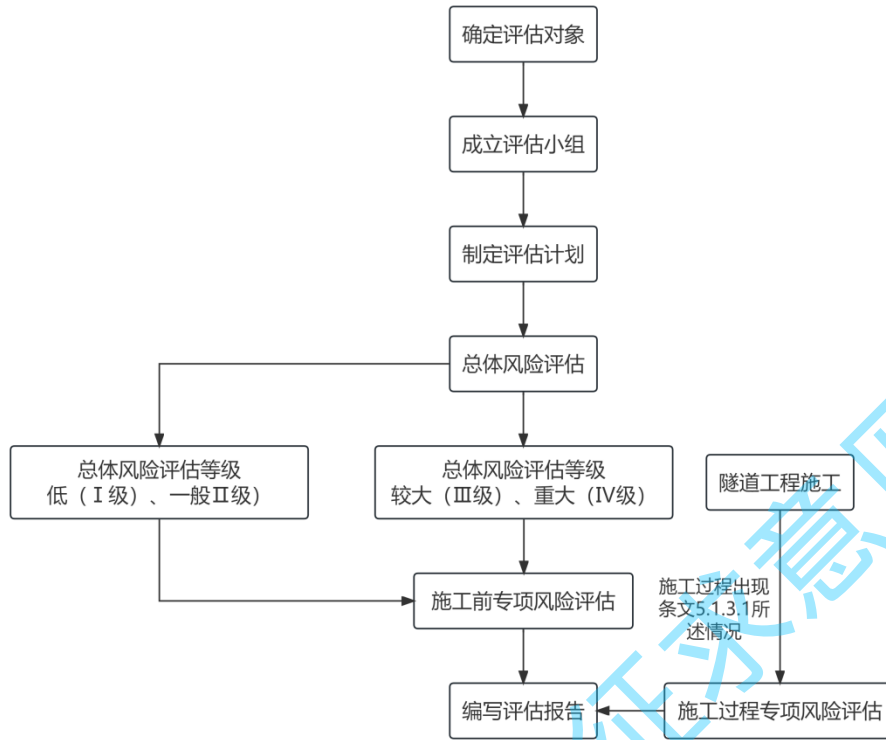 确定评估对象
成立评估小组
制定评估计划
总体风险评估
总体风险评估等级
低（Ⅰ级）、一般Ⅱ级）
总体风险评估等级
较大（Ⅲ级）、重大（Ⅳ级）
隧道工程施工
施工前专项风险评估
施工过程出现
条文5.1.3.1所
述情况
编写评估报告
施工过程专项风险评估
征求意